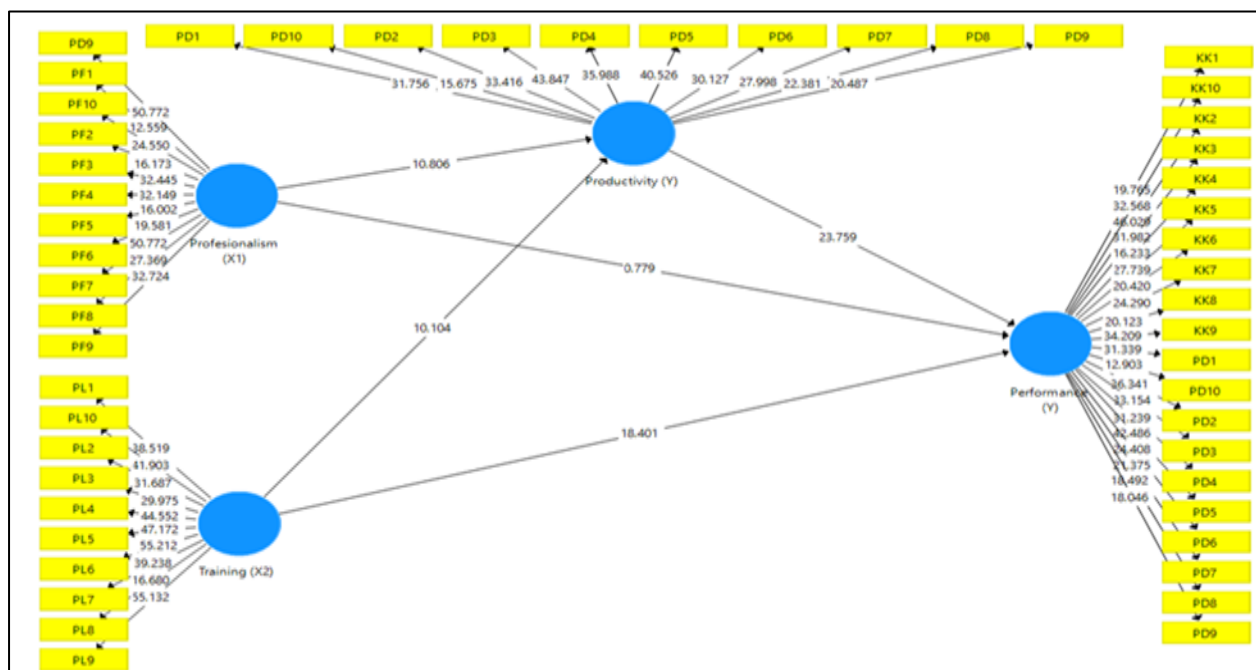 PD9
PF1
PF10
PF2
PF3
PF4
PF5
PF6
PF7
PF8
PF9
50.772
12.559
24.550
16.173
32.445
32.149
16.002
19.581
50.772
27.369
32.724
Profesionalism
(X1)
PL1
PL10
PL2
PL3
PL4
PL5
PL6
PL7
PL8
PL9
38.519
41.903
31.687
29.975
44.552
47.172
55.212
39.238
16.680
55.132
Training (X2)
PD1
PD10
PD2
PD3
PD4
PD5
PD6
PD7
PD8
PD9
31.756
15.675
33.416
43.847
35.988
40.526
30.127
27.998
22.381
20.487
Productivity (Y)
10.806
23.759
0.779
10.104
18.401
19.765
32.568
46.029
31.982
16.233
27.739
20.420
24.290
20.123
34.209
31.339
12.903
33.154
31.239
42.486
24.408
21.375
18.492
18.046
Performance
(Y)
KK1
KK10
KK2
KK3
KK4
KK5
KK6
KK7
KK8
KK9
PD1
PD10
PD2
PD3
PD4
PD5
PD6
PD7
PD8
PD9